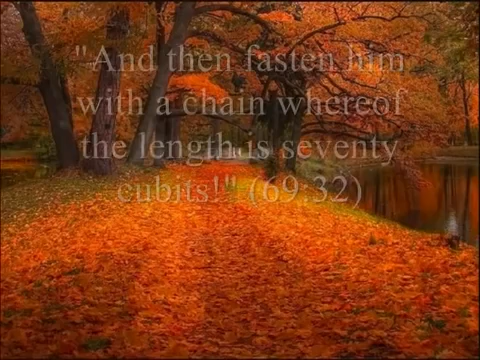 "And then fasten him
with a chain whereof
the length is seventy
cubits!" (69:32)